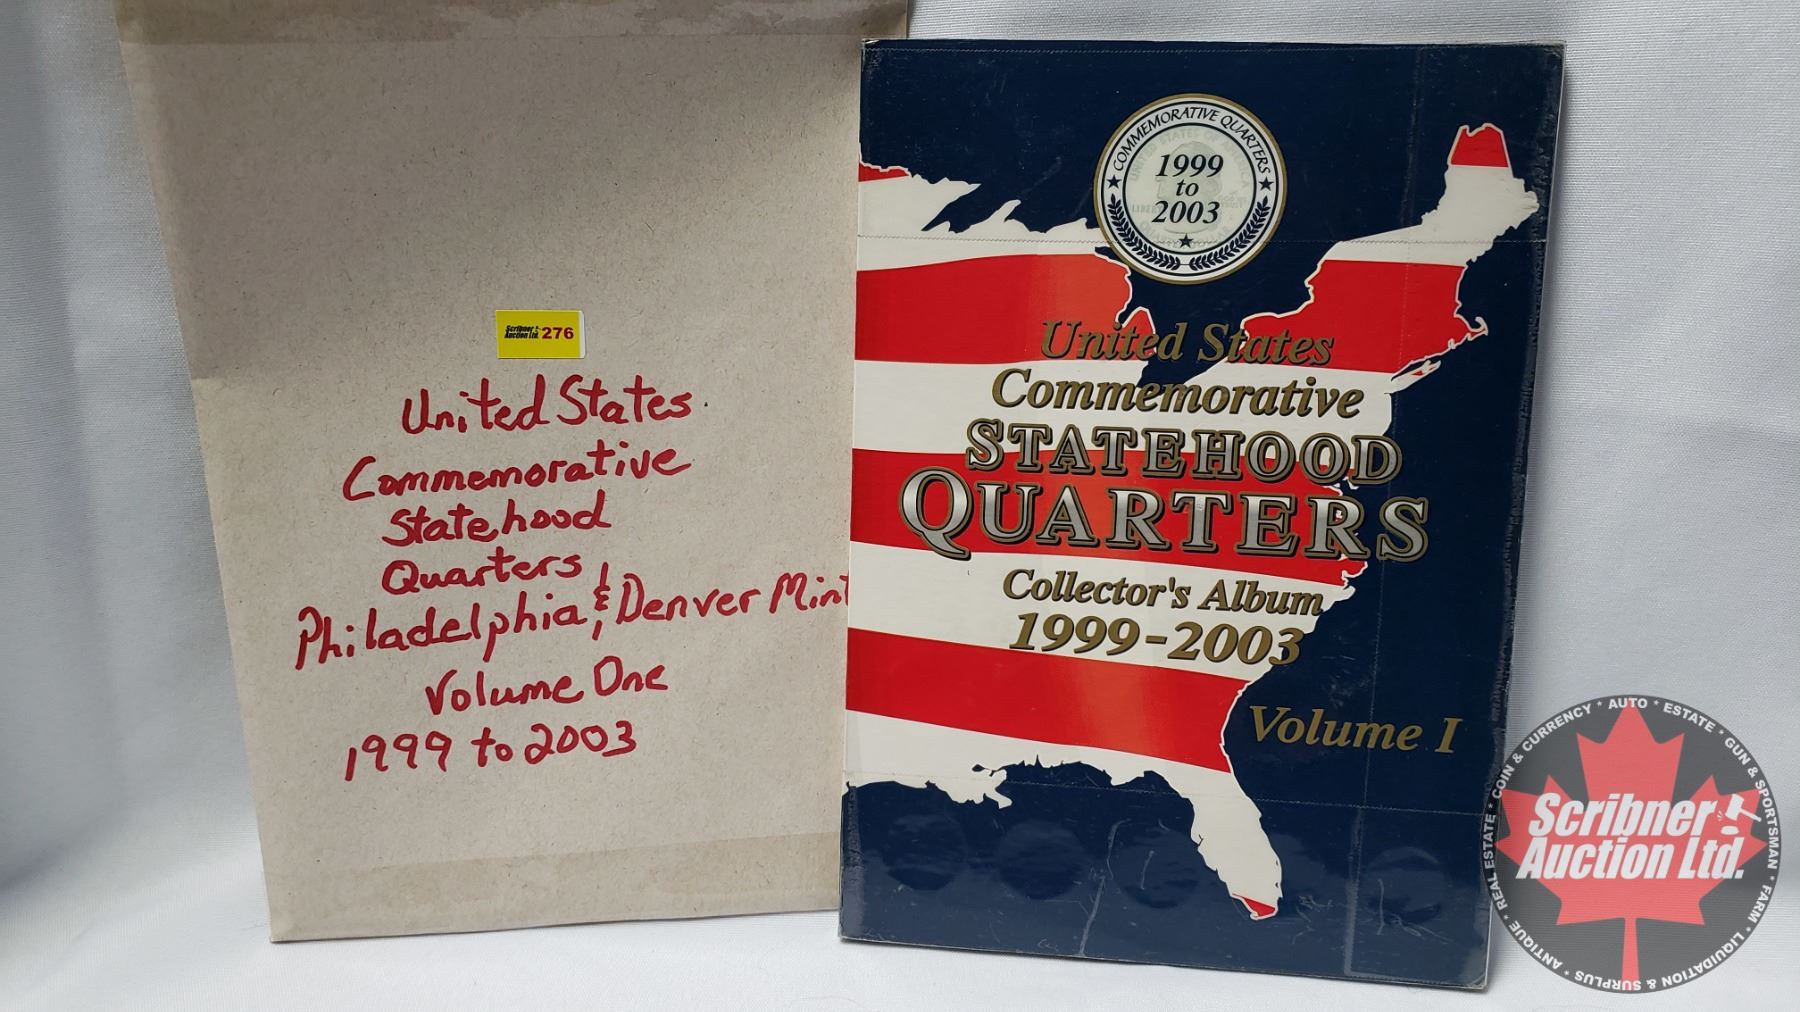 Scribner Auction Ltd. 276
United States
Commemorative
Statehood
Quarters
Philadelphia, & Denver Mint
Volume One
1999 to 2003
COMMEMORATIVE QUARTERS
1999
to
2003
United States
Commemorative
STATEHOOD
QUARTERS
Collector's Album
1999-2003
Volume I
ANTIQUE * REAL ESTATE * COIN & CURRENCY * AUTO * ESTATE * GUN & SPORTSMAN * FARM * LIQUIDATION & SURPLUS *
Scribner
Auction Ltd.